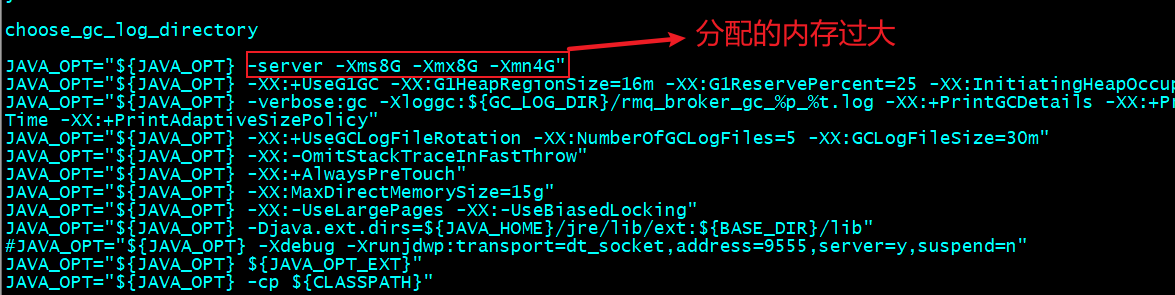 choose_gc_log_directory
分配的内存过大
JAVA_OPT="${JAVA_OPT} -server -Xms8G -Xmx8G -Xmn4G"
JAVA_OPT="${JAVA_OPT} -XX:+UseG1GC -XX:G1HeapRegionSize=16m -XX:G1ReservePercent=25 -XX:InitiatingHeapOccup
JAVA_OPT="${JAVA_OPT} -verbose:gc -Xloggc:${GC_LOG_DIR}/rmq_broker_gc_%p_%t.log -XX:+PrintGCDetails -XX:+Pr
Time -XX:+PrintAdaptiveSizePolicy"
JAVA_OPT="${JAVA_OPT} -XX:+UseGCLogFileRotation -XX:NumberOfGCLogFiles=5 -XX:GCLogFileSize=30m"
JAVA_OPT="${JAVA_OPT} -XX:-OmitStackTraceInFastThrow"
JAVA_OPT="${JAVA_OPT} -XX:+AlwaysPreTouch"
JAVA_OPT="${JAVA_OPT} -XX:MaxDirectMemorySize=15g"
JAVA_OPT="${JAVA_OPT} -XX:-UseLargePages -XX:-UseBiasedLocking"
JAVA_OPT="${JAVA_OPT} -Djava.ext.dirs=${JAVA_HOME}/jre/lib/ext:${BASE_DIR}/lib"
#JAVA_OPT="${JAVA_OPT} -Xdebug -Xrunjdwp:transport=dt_socket,address=9555,server=y,suspend=n"
JAVA_OPT="${JAVA_OPT} ${JAVA_OPT_EXT}"
JAVA_OPT="${JAVA_OPT} -cp ${CLASSPATH}"